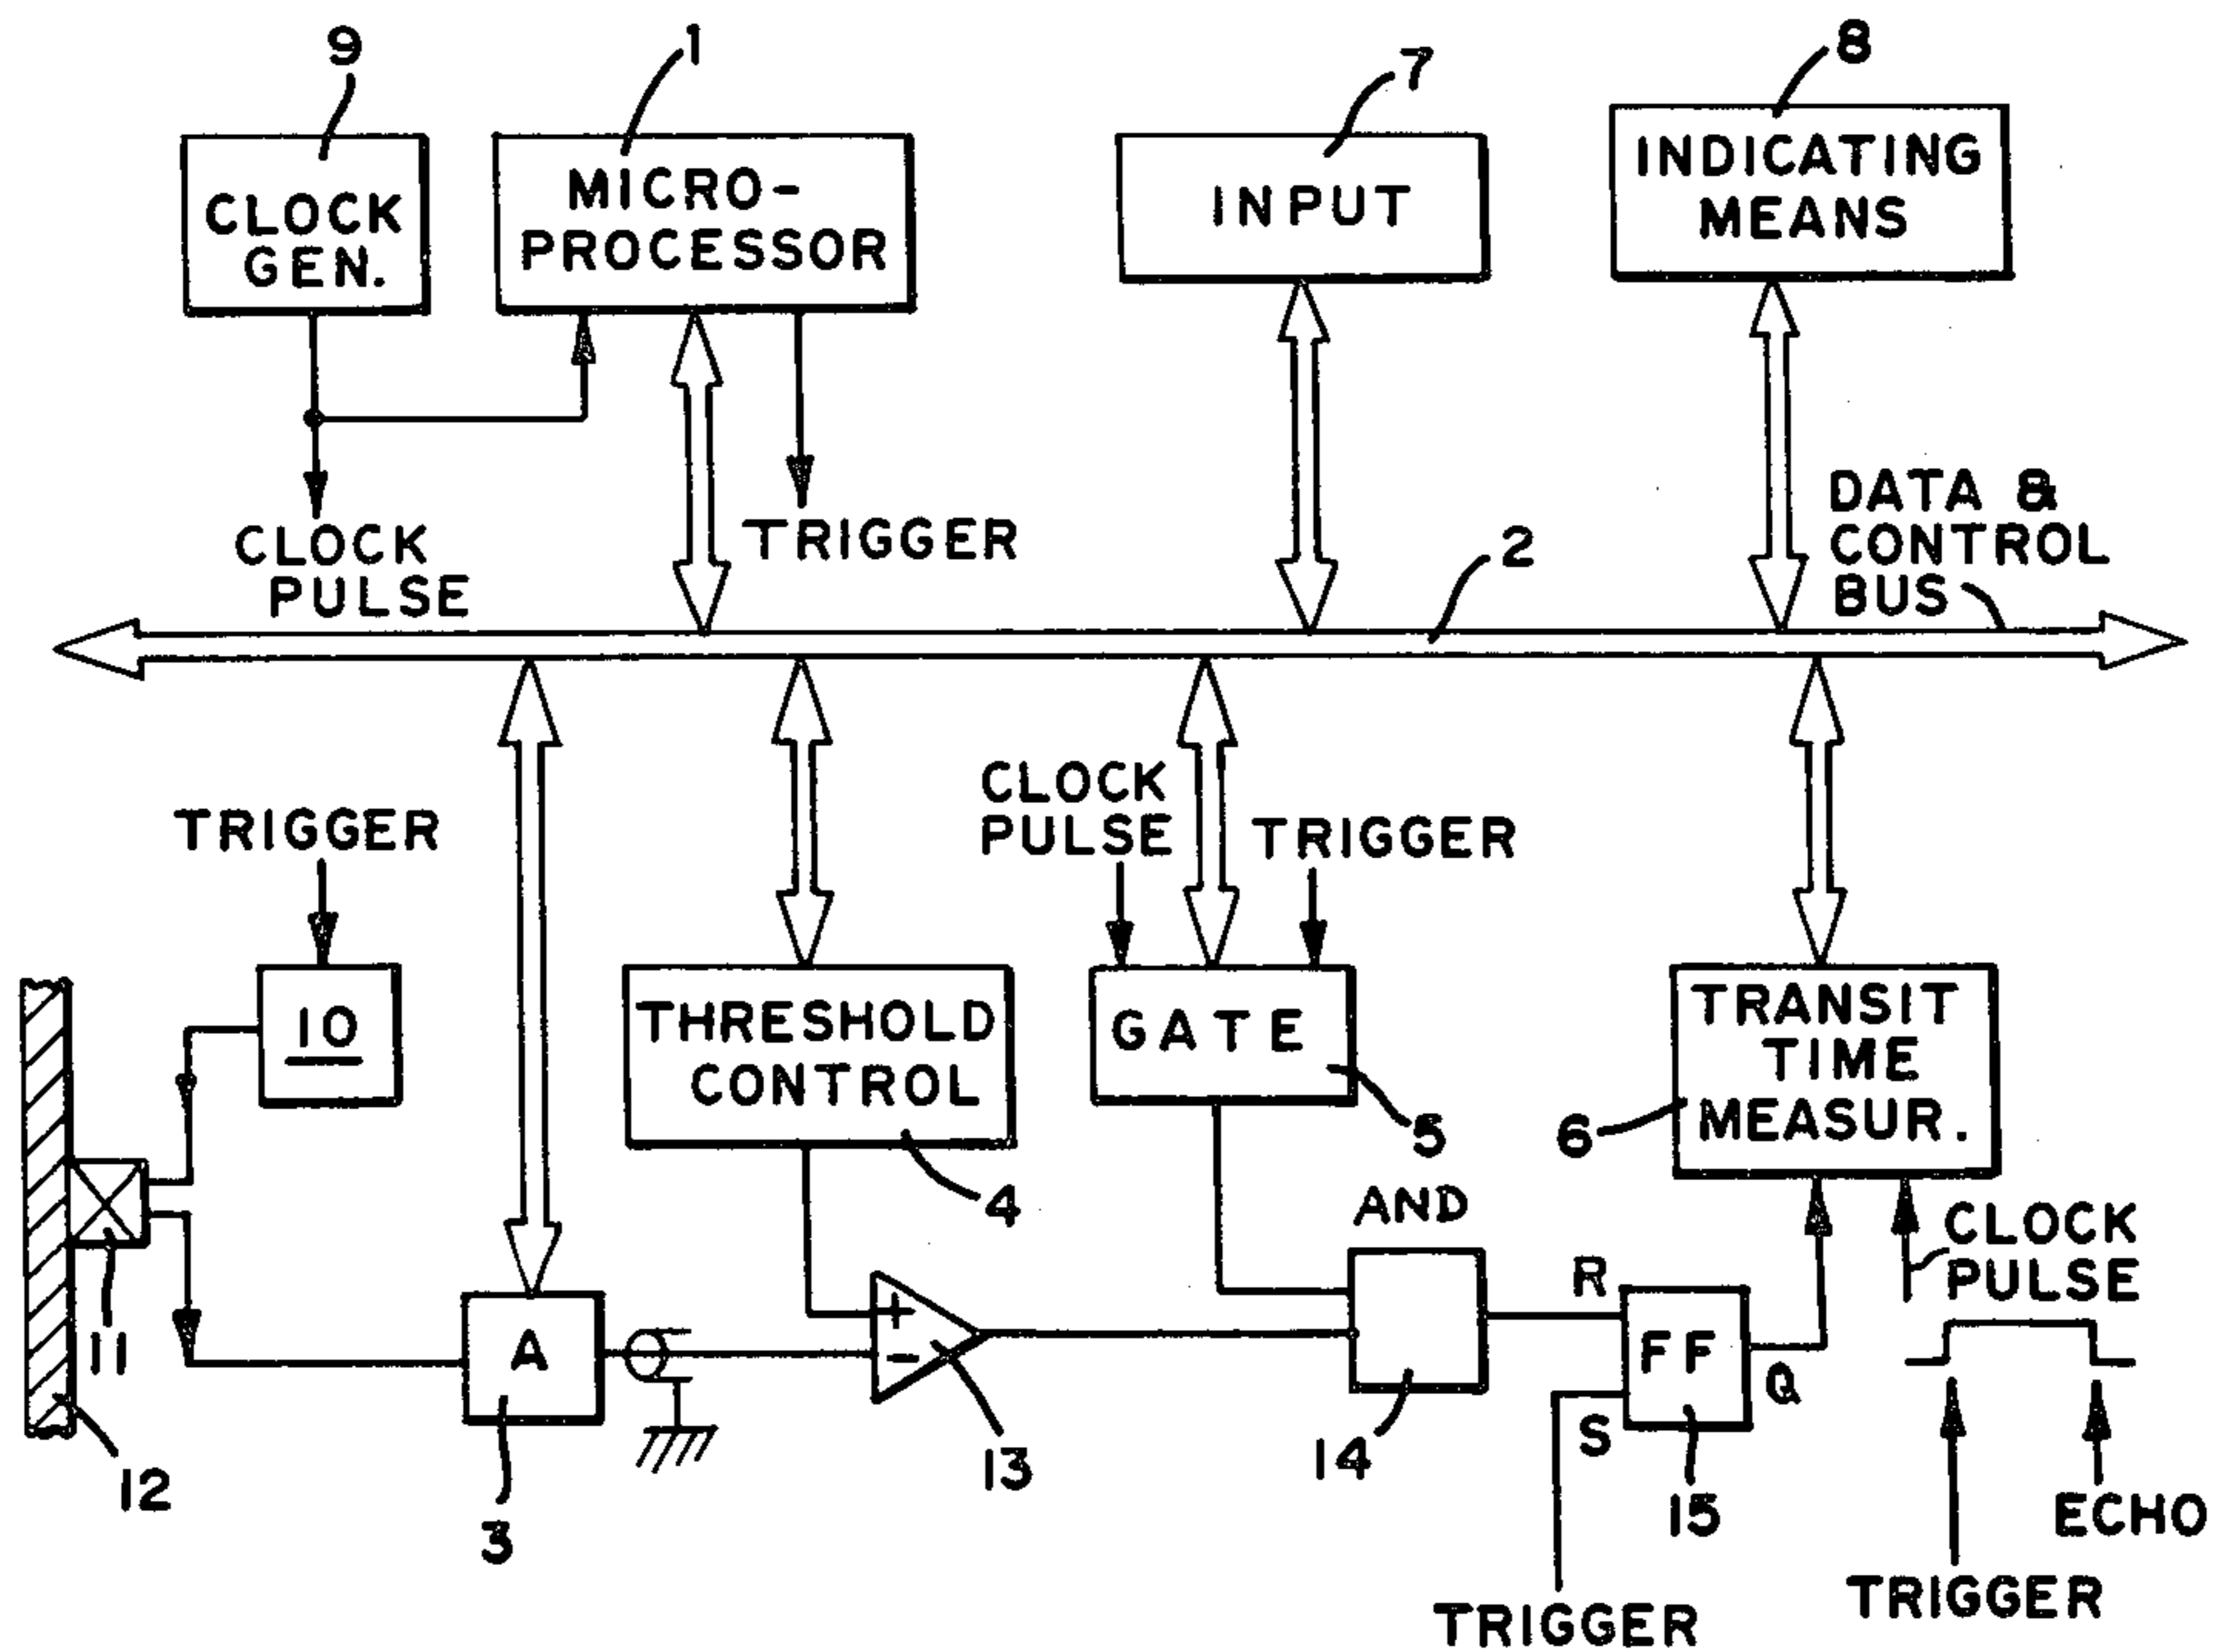 9
1
7
8
CLOCK
GEN.
MICRO-
PROCESSOR
INPUT
INDICATING
MEANS
CLOCK
PULSE
TRIGGER
2
DATA &
CONTROL
BUS
TRIGGER
CLOCK
PULSE
TRIGGER
10
THRESHOLD
CONTROL
GATE
TRANSIT
TIME
MEASUR.
5
6
4
AND
CLOCK
PULSE
11
A
+
-
R
FF
Q
S
12
3
13
14
15
ECHO
TRIGGER
TRIGGER